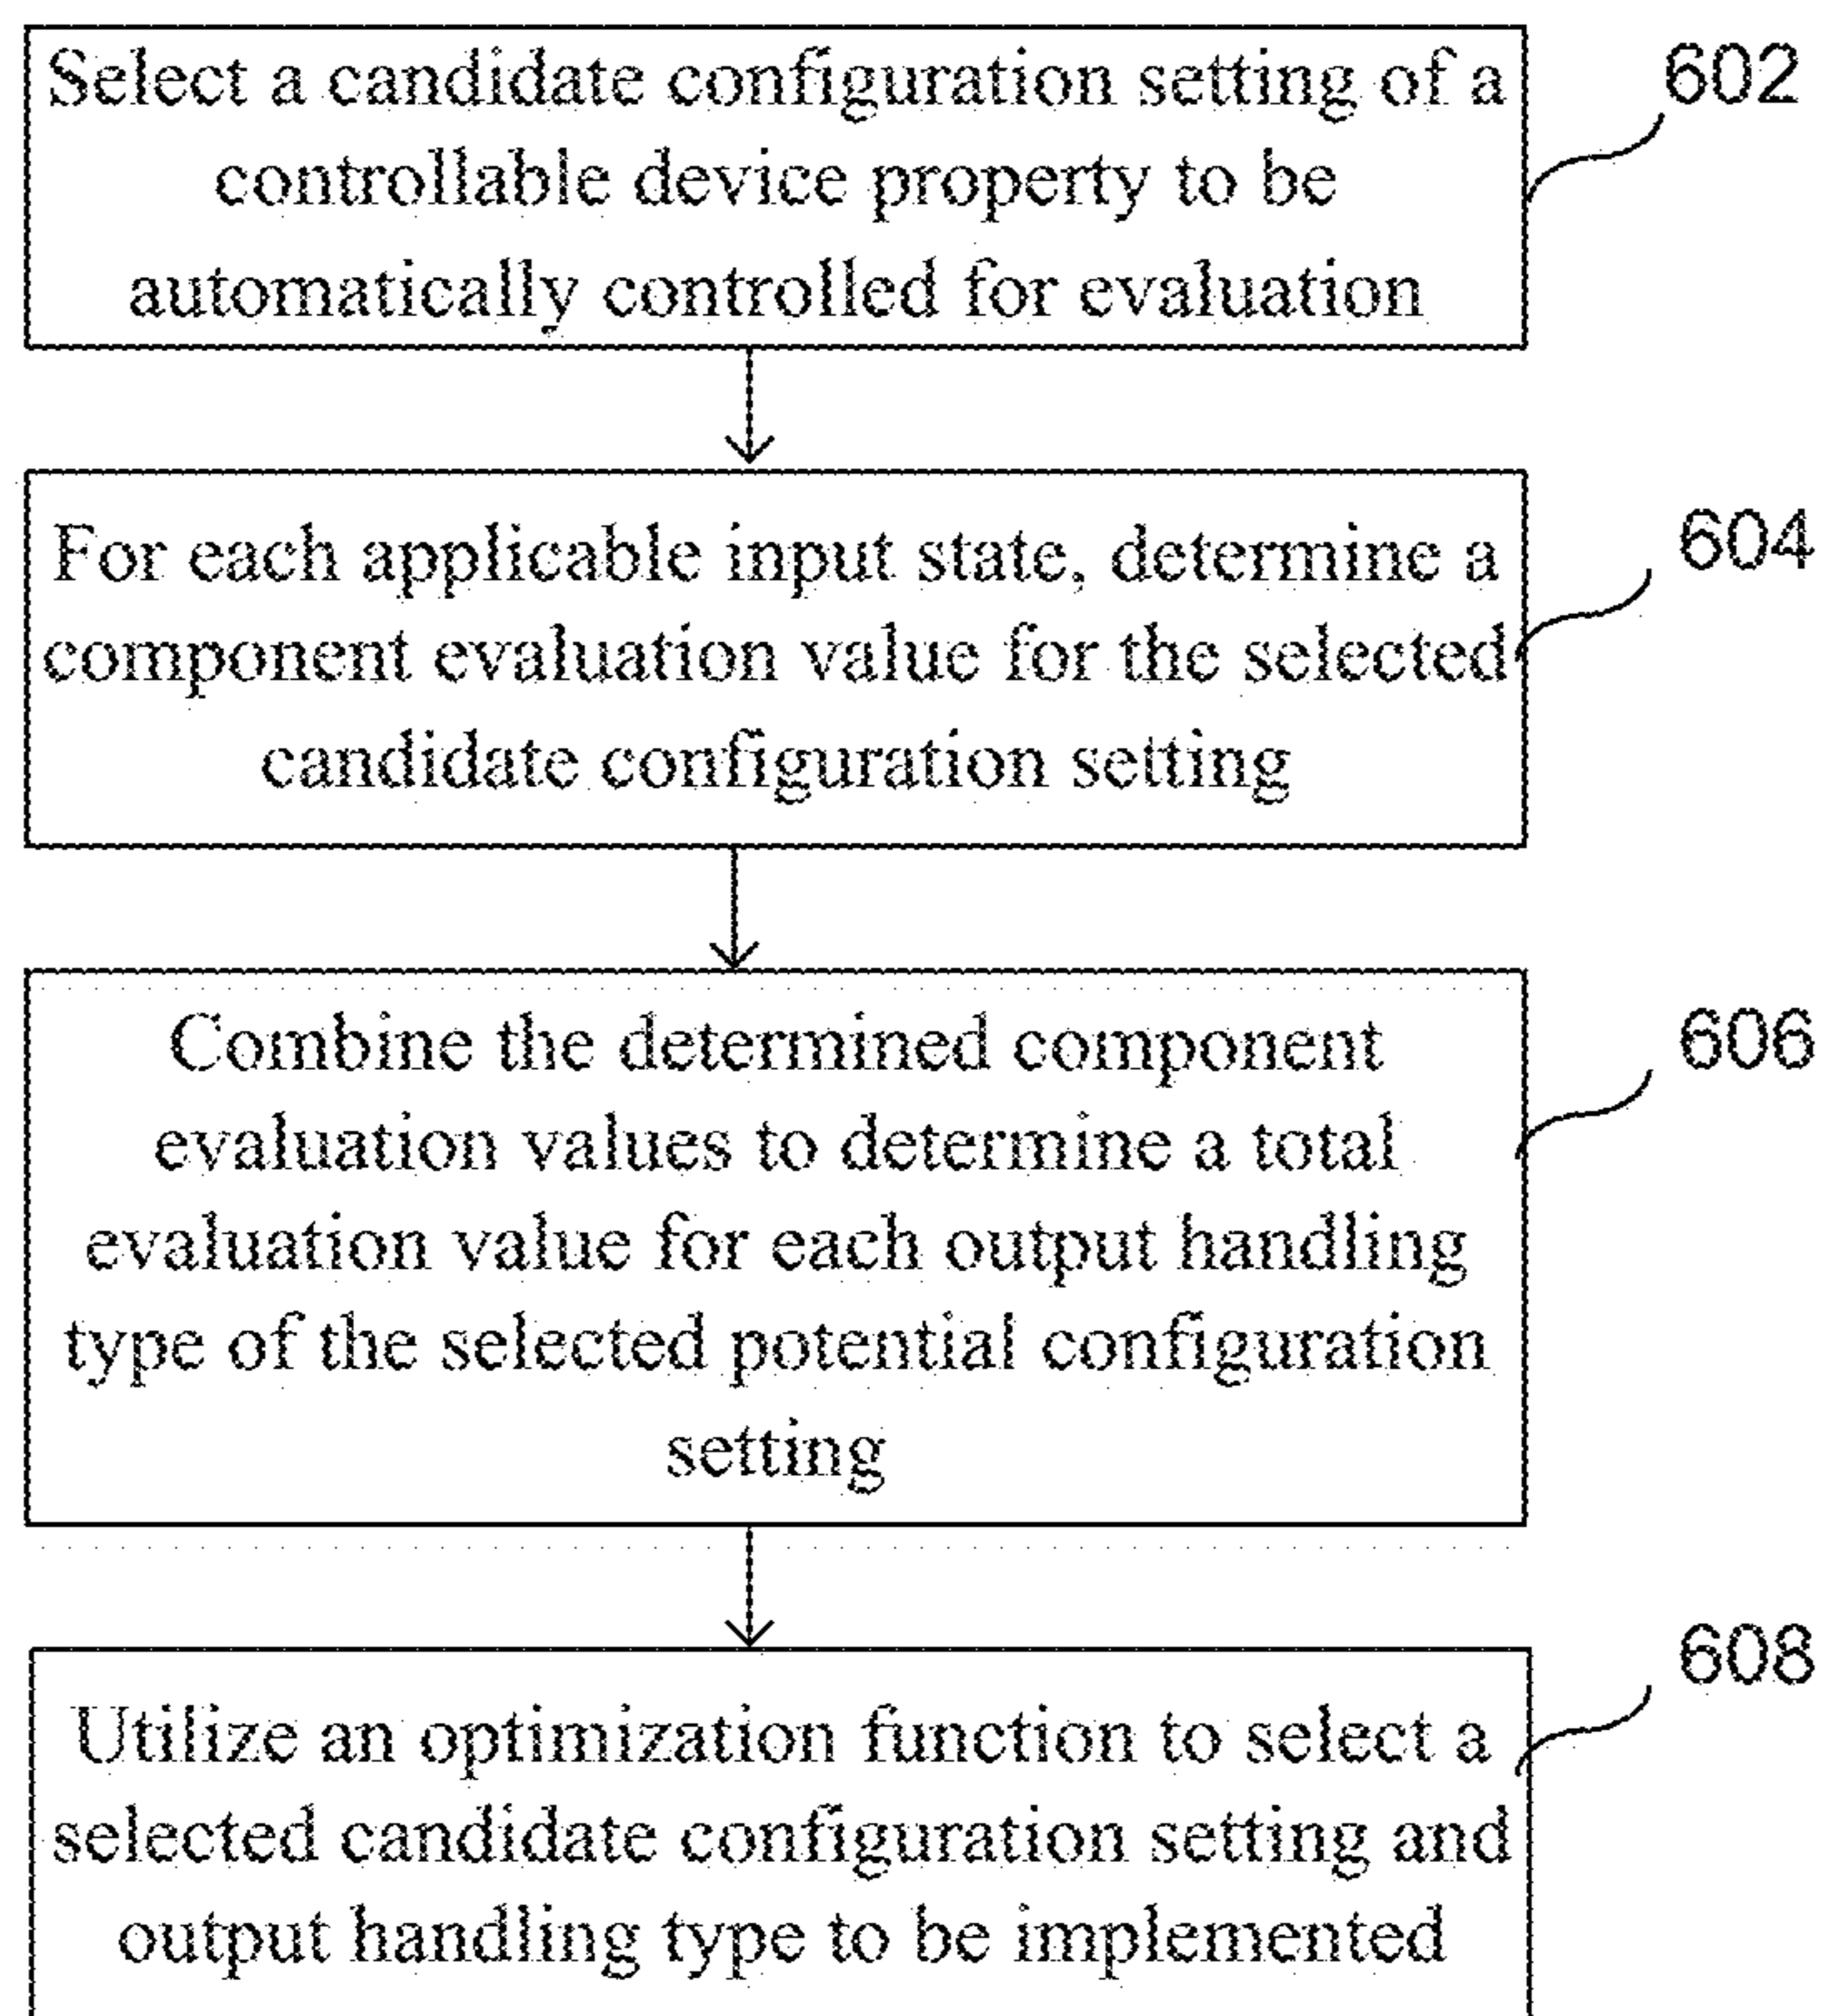 Select a candidate configuration setting of a
controllable device property to be
automatically controlled for evaluation
602
For each applicable input state, determine a
component evaluation value for the selected
candidate configuration setting
604
Combine the determined component
evaluation values to determine a total
evaluation value for each output handling
type of the selected potential configuration
setting
606
Utilize an optimization function to select a
selected candidate configuration setting and
output handling type to be implemented
608